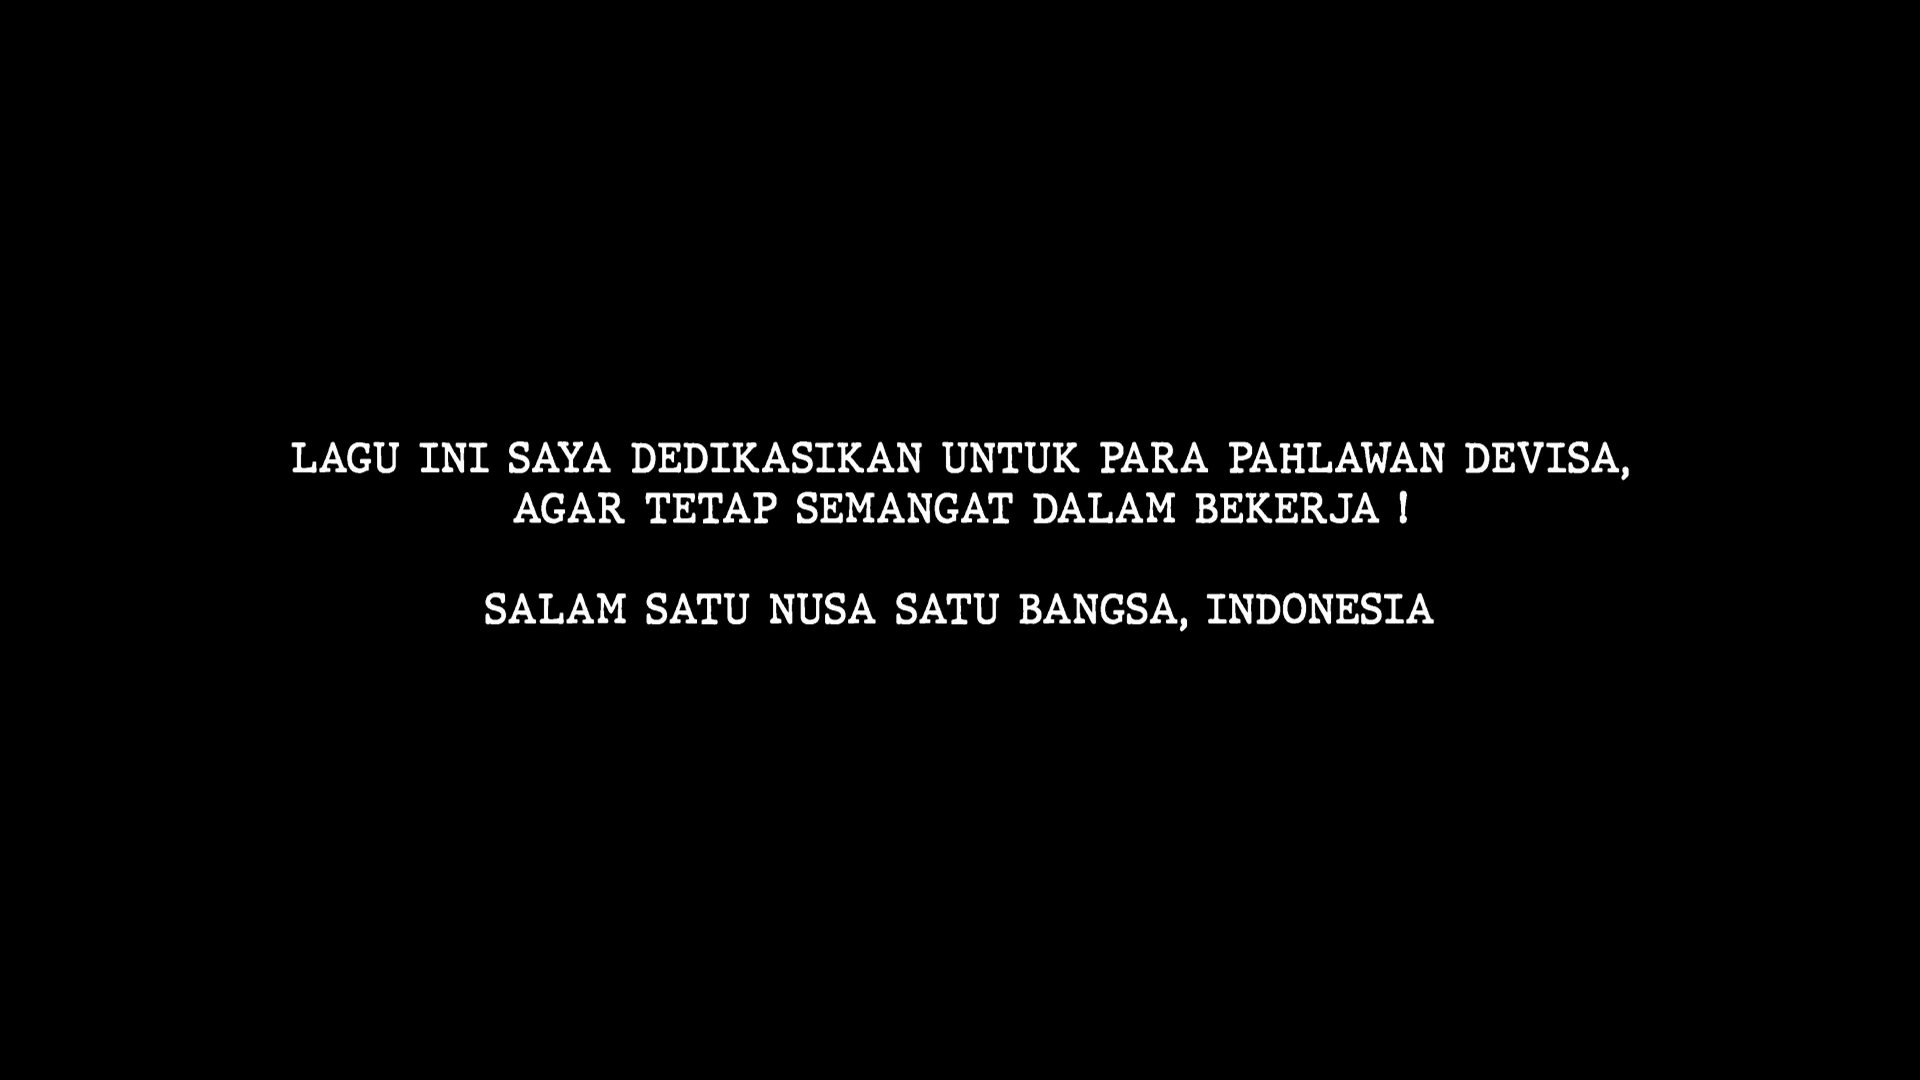 LAGU INI SAYA DEDIKASIKAN UNTUK PARA PAHLAWAN DEVISA,
AGAR TETAP SEMANGAT DALAM BEKERJA !
SALAM SATU NUSA SATU BANGSA, INDONESIA